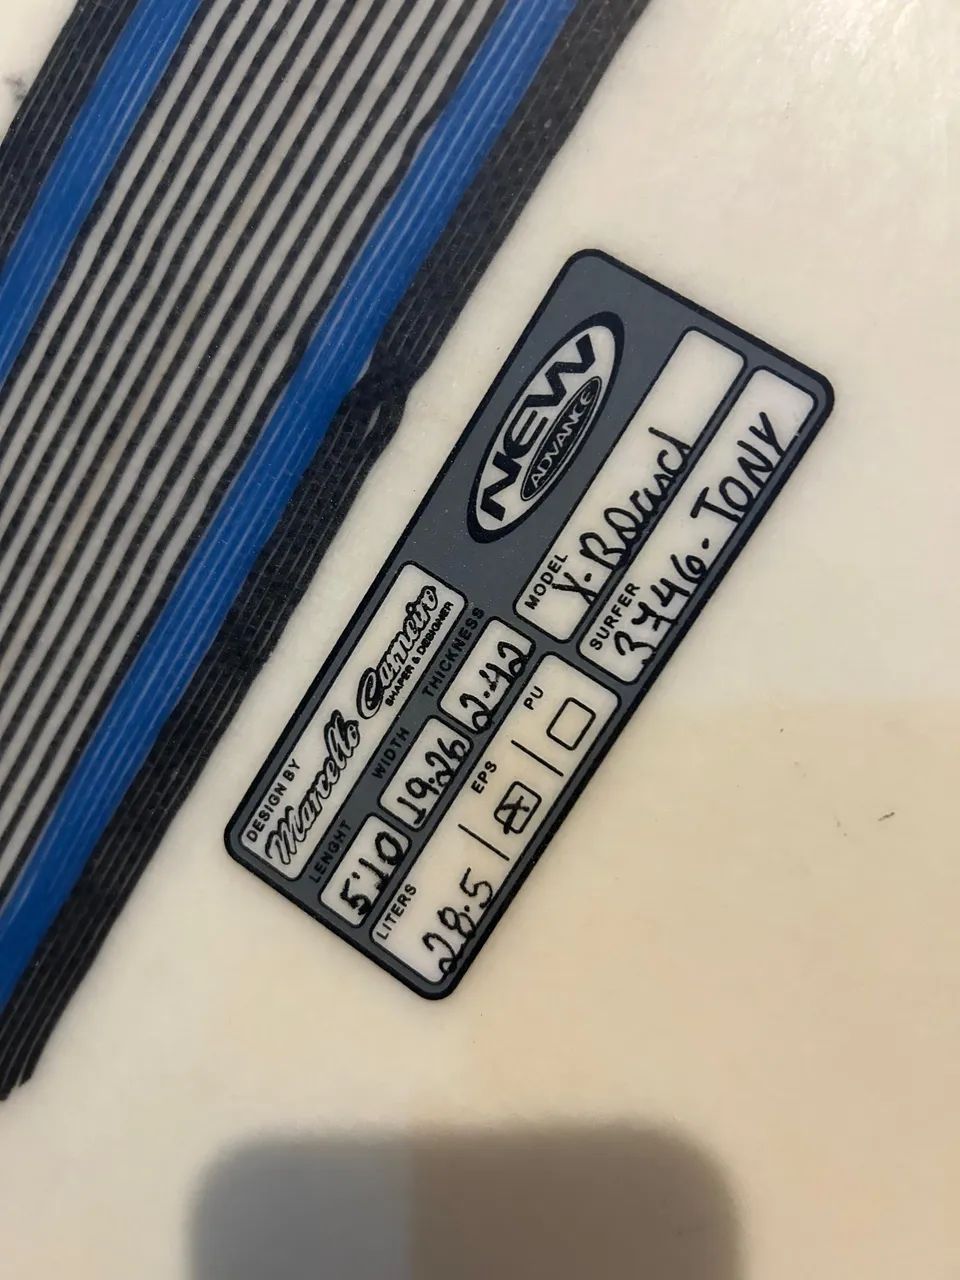 NEW
ADVANCE
DESIGN BY
Marcello Carneiro
SHAPER & DESIGNER
MODEL
X-Board
LENGHT
5'10
WIDTH
19.26
THICKNESS
2.42
SURFER
3746-TONY
LITERS
28.5
EPS
PU